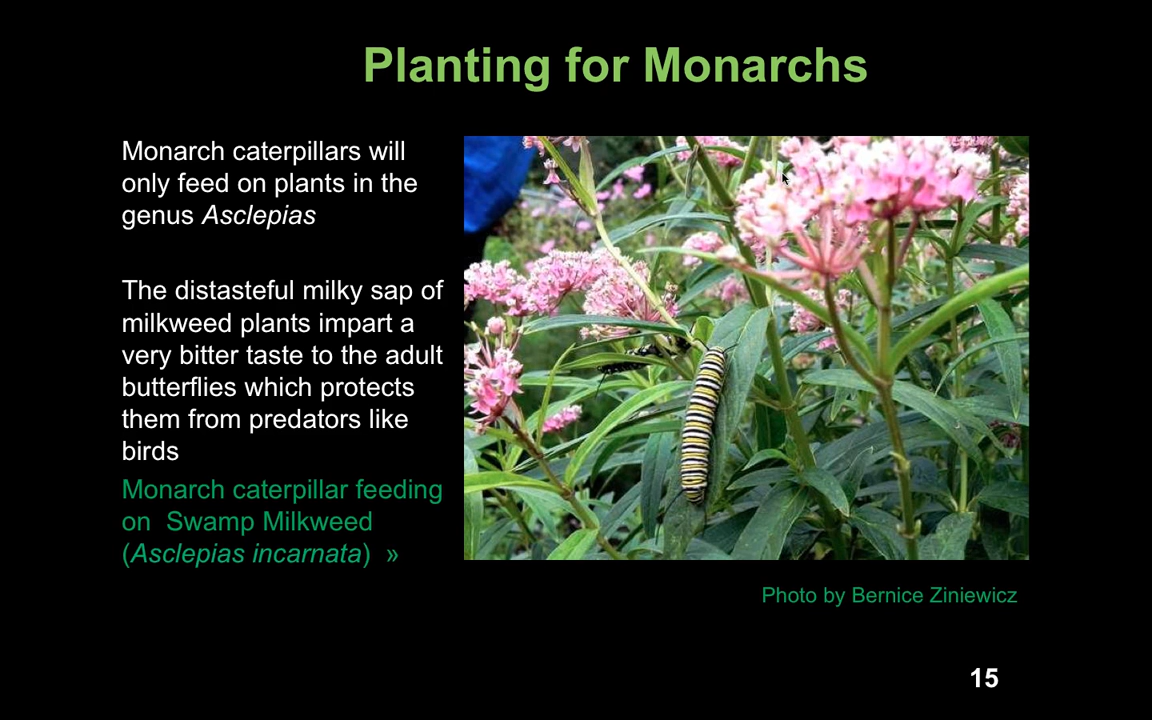 Planting for Monarchs
Monarch caterpillars will
only feed on plants in the
genus Asclepias
The distasteful milky sap of
milkweed plants impart a
very bitter taste to the adult
butterflies which protects
them from predators like
birds
Monarch caterpillar feeding
on  Swamp Milkweed
(Asclepias incarnata)  »
Photo by Bernice Ziniewicz
15